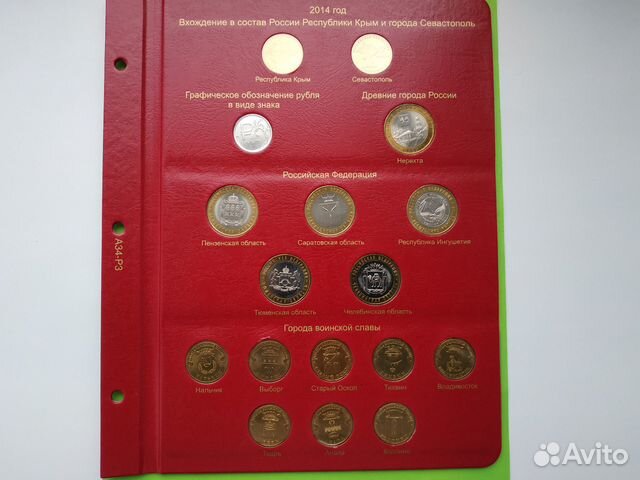 2014 год
Вхождение в состав России Республики Крым и города Севастополь
Республика Крым
Севастополь
Графическое обозначение рубля
в виде знака
Древние города России
Нерехта
Российская Федерация
Пензенская область
Саратовская область
Республика Ингушетия
Тюменская область
Челябинская область
Города воинской славы
Нальчик
Выборг
Старый Оскол
Тихвин
Владивосток
Тверь
Анапа
Колпино
А34-Р3
Avito